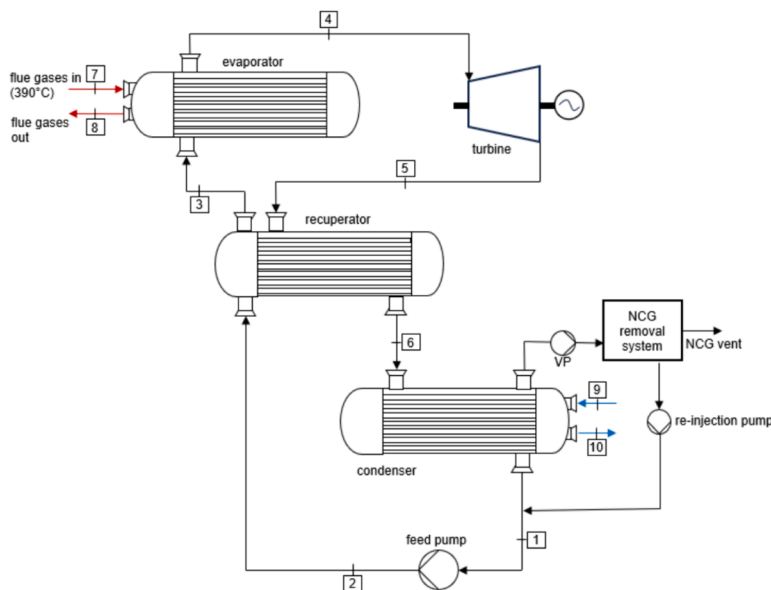 4
evaporator
flue gases in
(390°C)
7
flue gases
out
8
turbine
5
3
recuperator
NCG
removal
system
NCG vent
VP
6
9
10
re-injection pump
condenser
feed pump
1
2